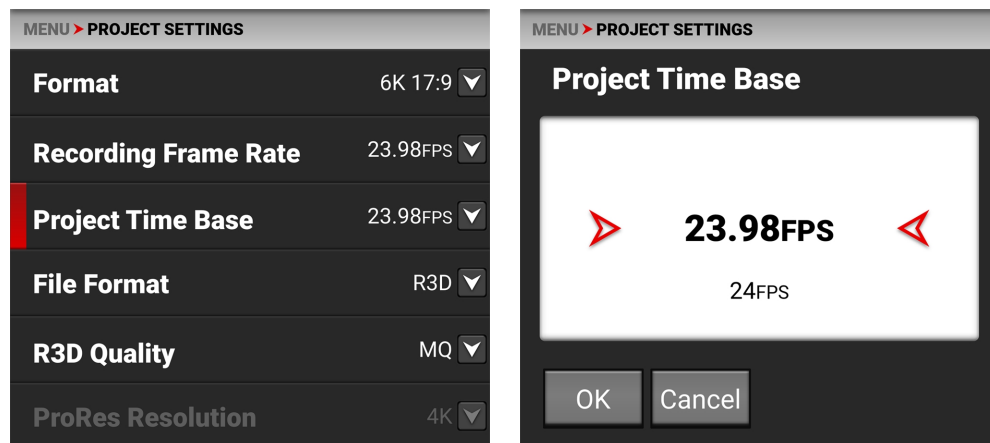 MENU PROJECT SETTINGS
Format 6K 17:9
Recording Frame Rate 23.98FPS
Project Time Base 23.98FPS
File Format R3D
R3D Quality MQ
ProRes Resolution 4K
MENU PROJECT SETTINGS
Project Time Base
23.98FPS
24FPS
OK Cancel